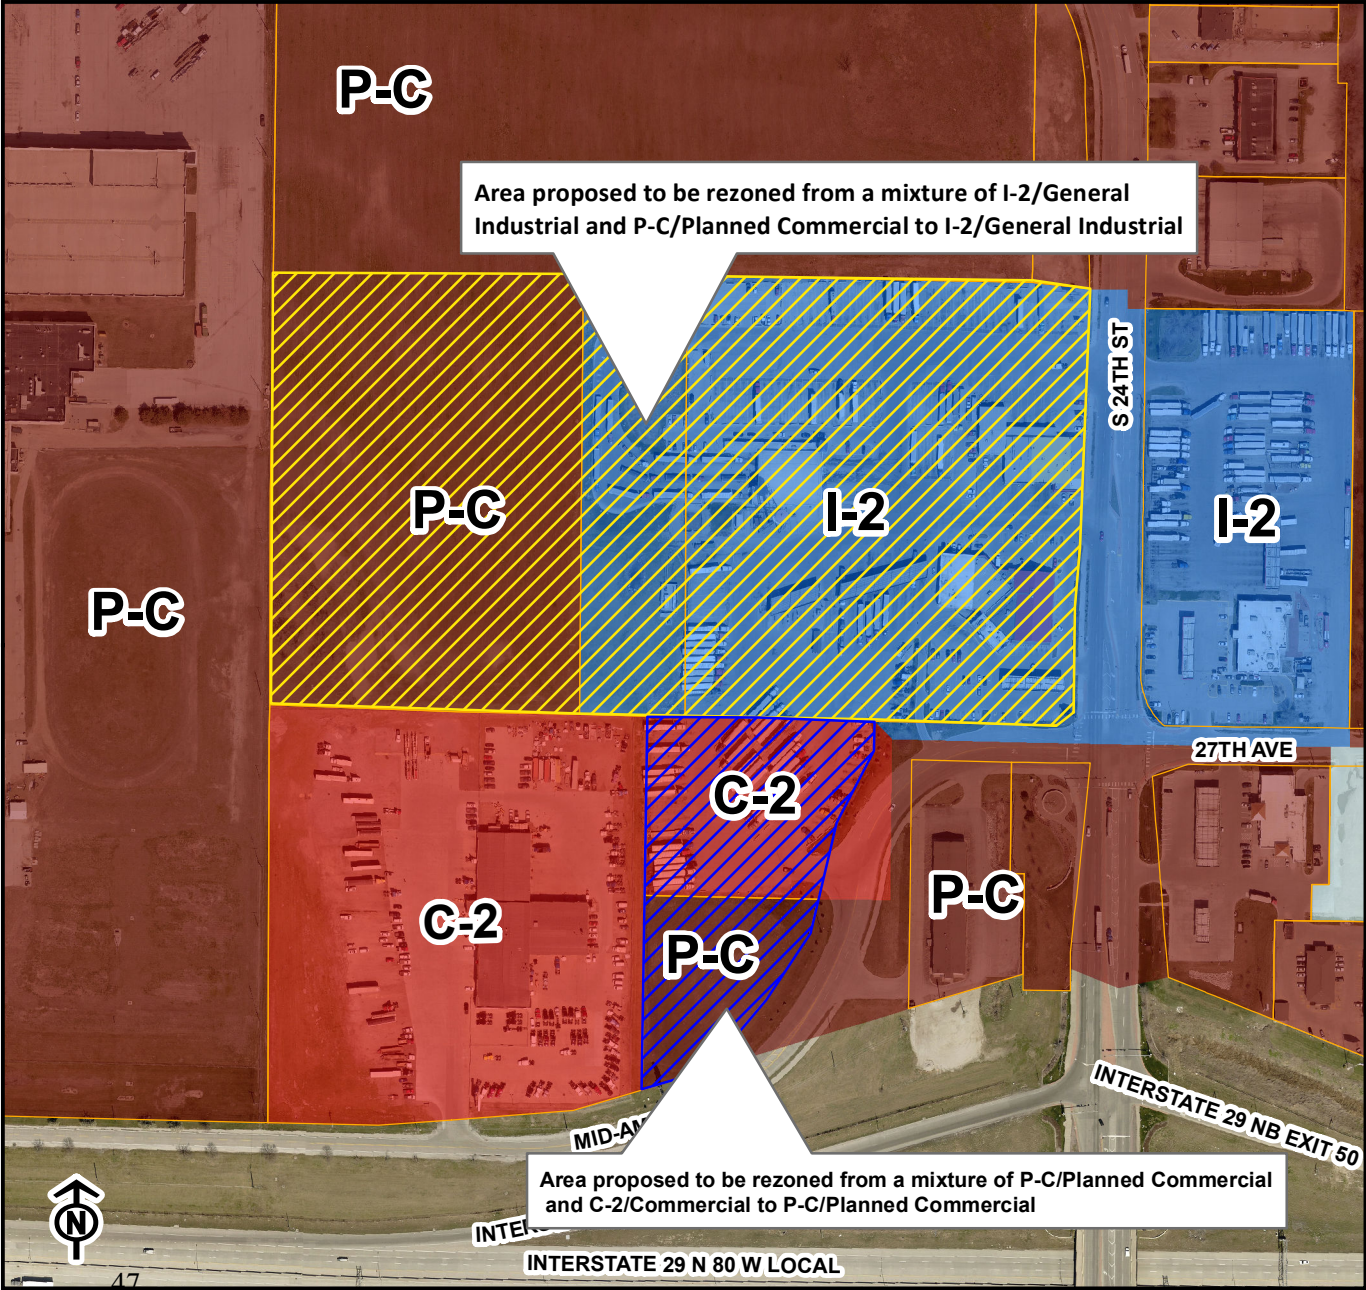 P-C
Area proposed to be rezoned from a mixture of I-2/General
Industrial and P-C/Planned Commercial to I-2/General Industrial
S 24TH ST
P-C
I-2
I-2
P-C
27TH AVE
C-2
P-C
C-2
P-C
INTERSTATE 29 NB EXIT 50
MID-AM
Area proposed to be rezoned from a mixture of P-C/Planned Commercial
and C-2/Commercial to P-C/Planned Commercial
N
INTERSTATE 29 N 80 W LOCAL
47